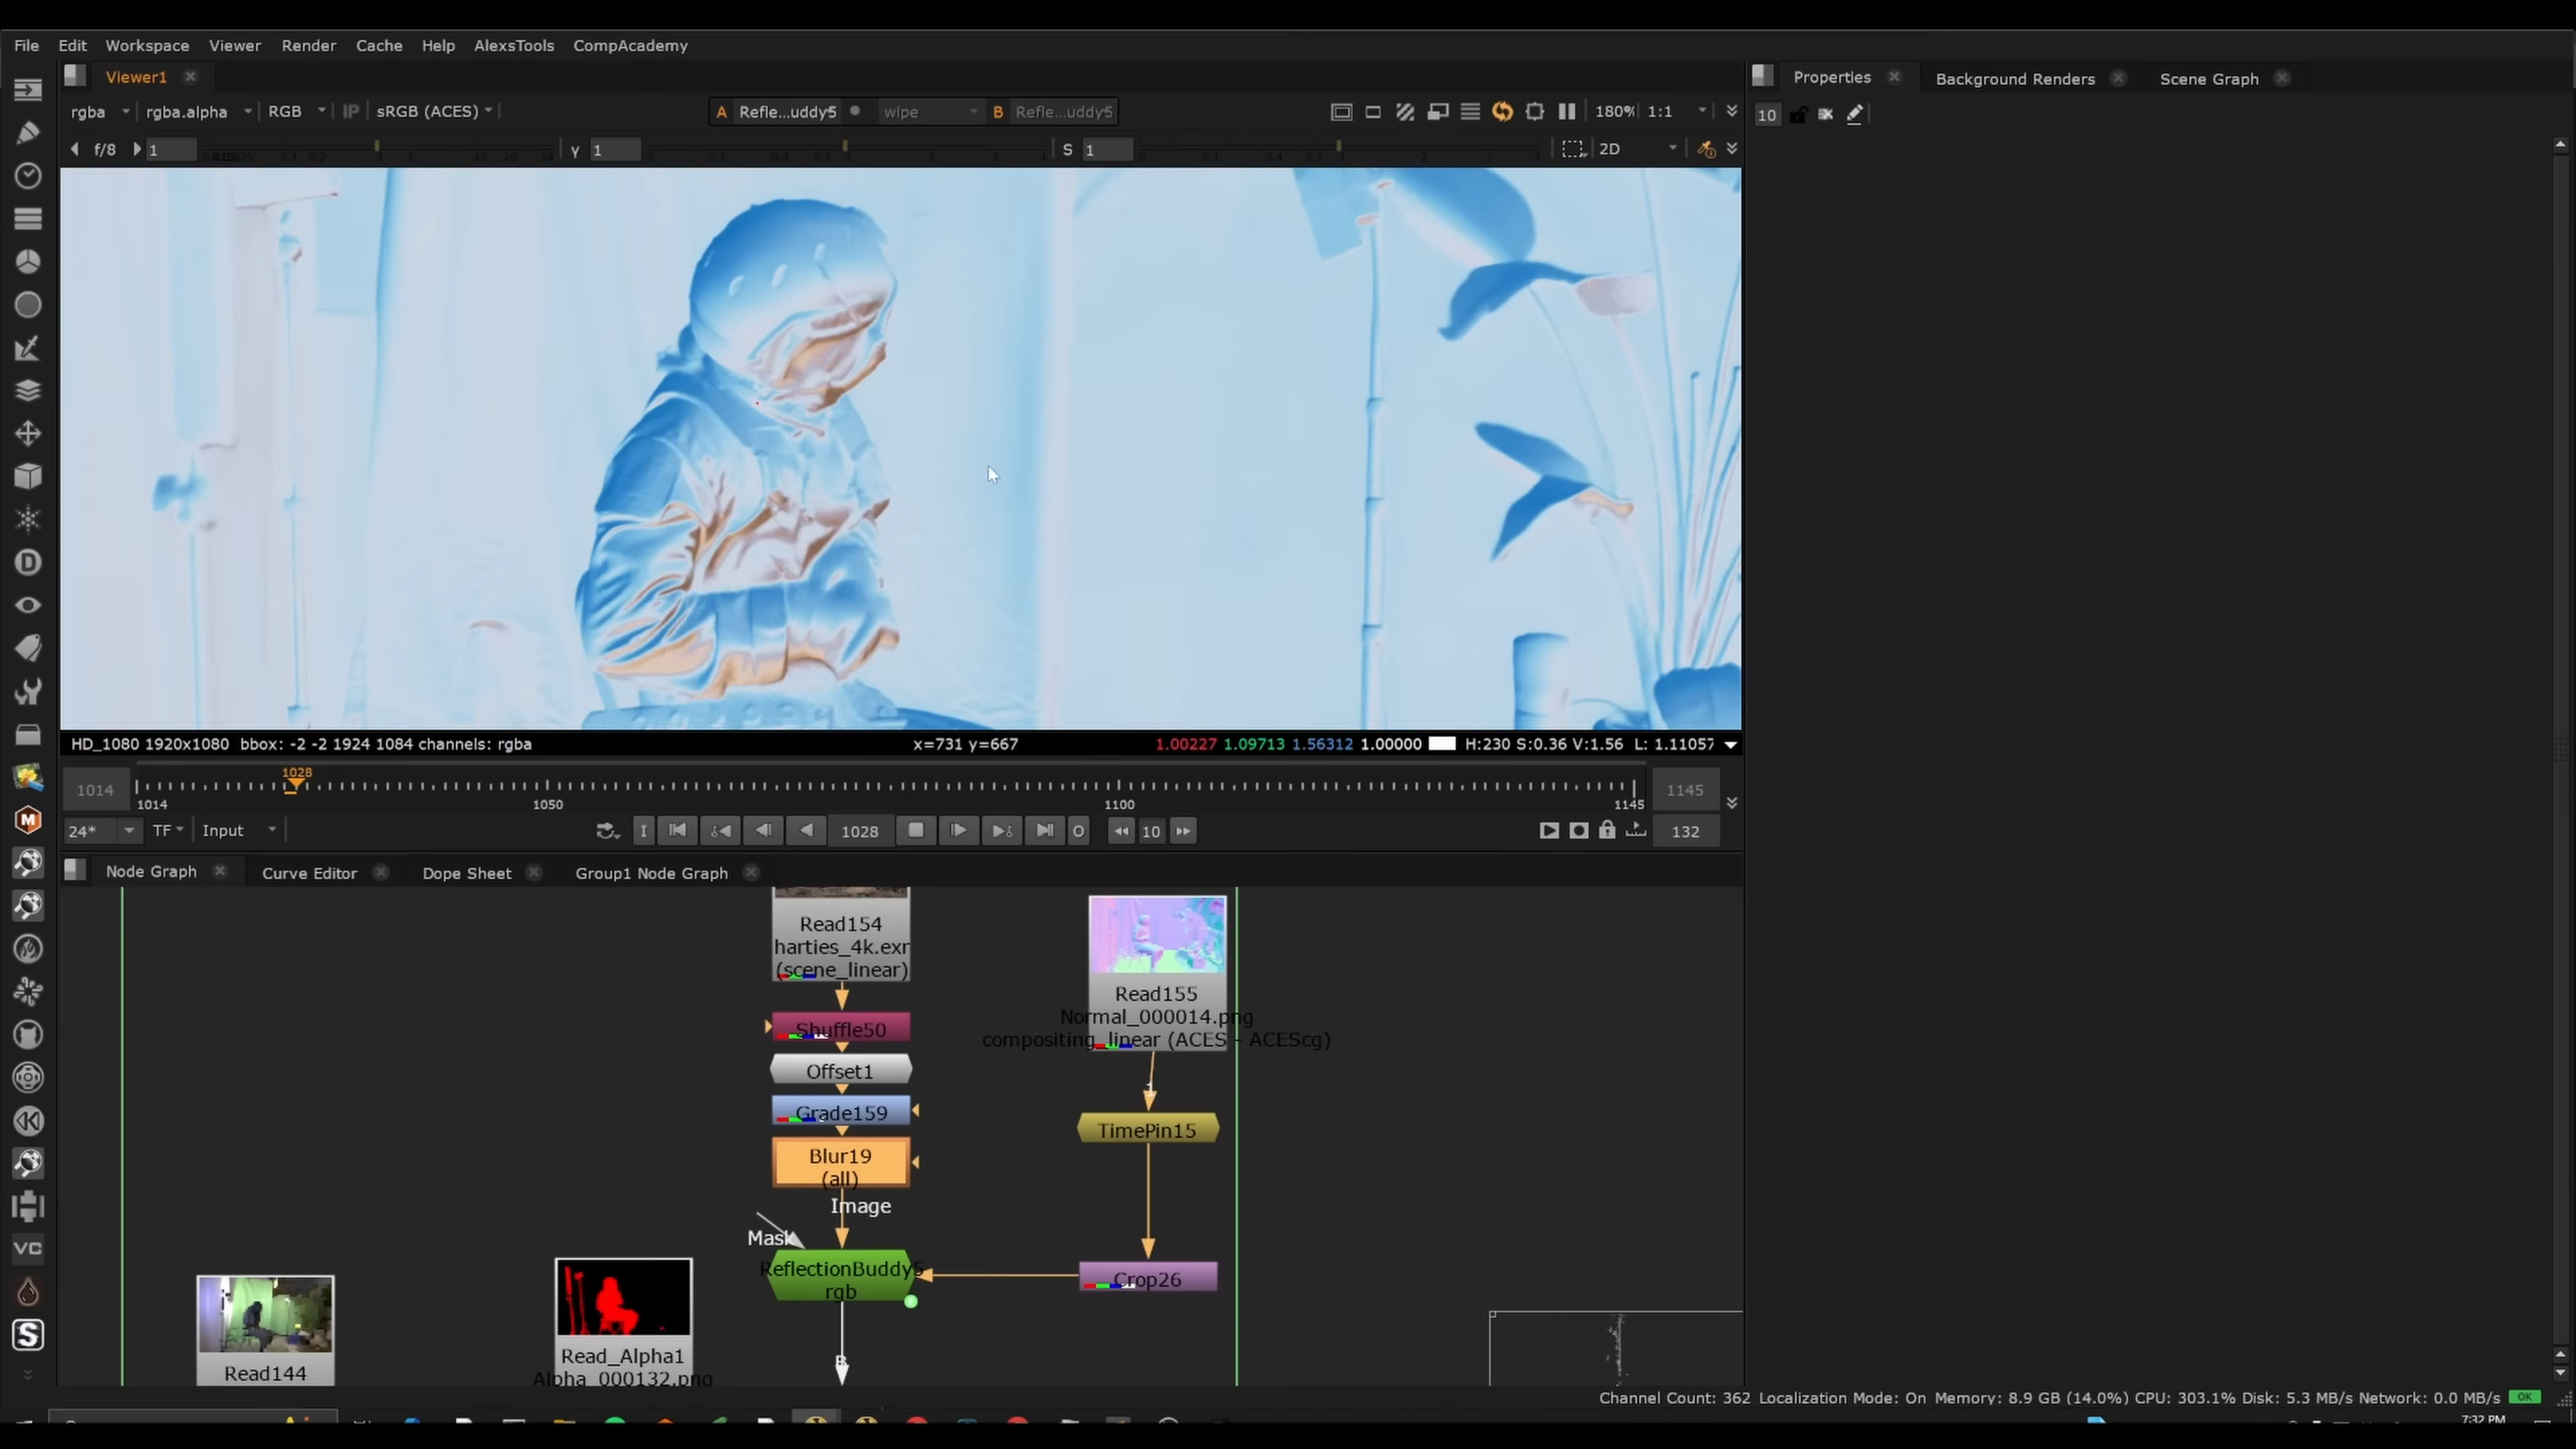 File Edit Workspace Viewer Render Cache Help AlexsTools CompAcademy
Viewer1
Properties Background Renders Scene Graph
rgba rgba.alpha RGB IP sRGB (ACES) A Refle...uddy5 wipe B Refle...uddy5 180% 1:1
10
f/8 1 Y 1 S 1 2D
HD_1080 1920x1080 bbox: -2 -2 1924 1084 channels: rgba x=731 y=667 1.00227 1.09713 1.56312 1.00000 H:230 S:0.36 V:1.56 L: 1.11057
1028
1014 1145
1014 1050 1100 1145
24* TF Input I 1028 O 10 132
Node Graph Curve Editor Dope Sheet Group1 Node Graph
Read154
harties_4k.exr
(scene_linear)
Read155
Normal_000014.png
compositing_linear (ACES - ACEScg)
Shuffle50
Offset1
Grade159
TimePin15
Blur19
(all)
Image
Mask
ReflectionBuddy5
rgb
Crop26
B
Read_Alpha1
Alpha_000132.png
Read144
VC
Channel Count: 362 Localization Mode: On Memory: 8.9 GB (14.0%) CPU: 303.1% Disk: 5.3 MB/s Network: 0.0 MB/s OK
7:32 PM